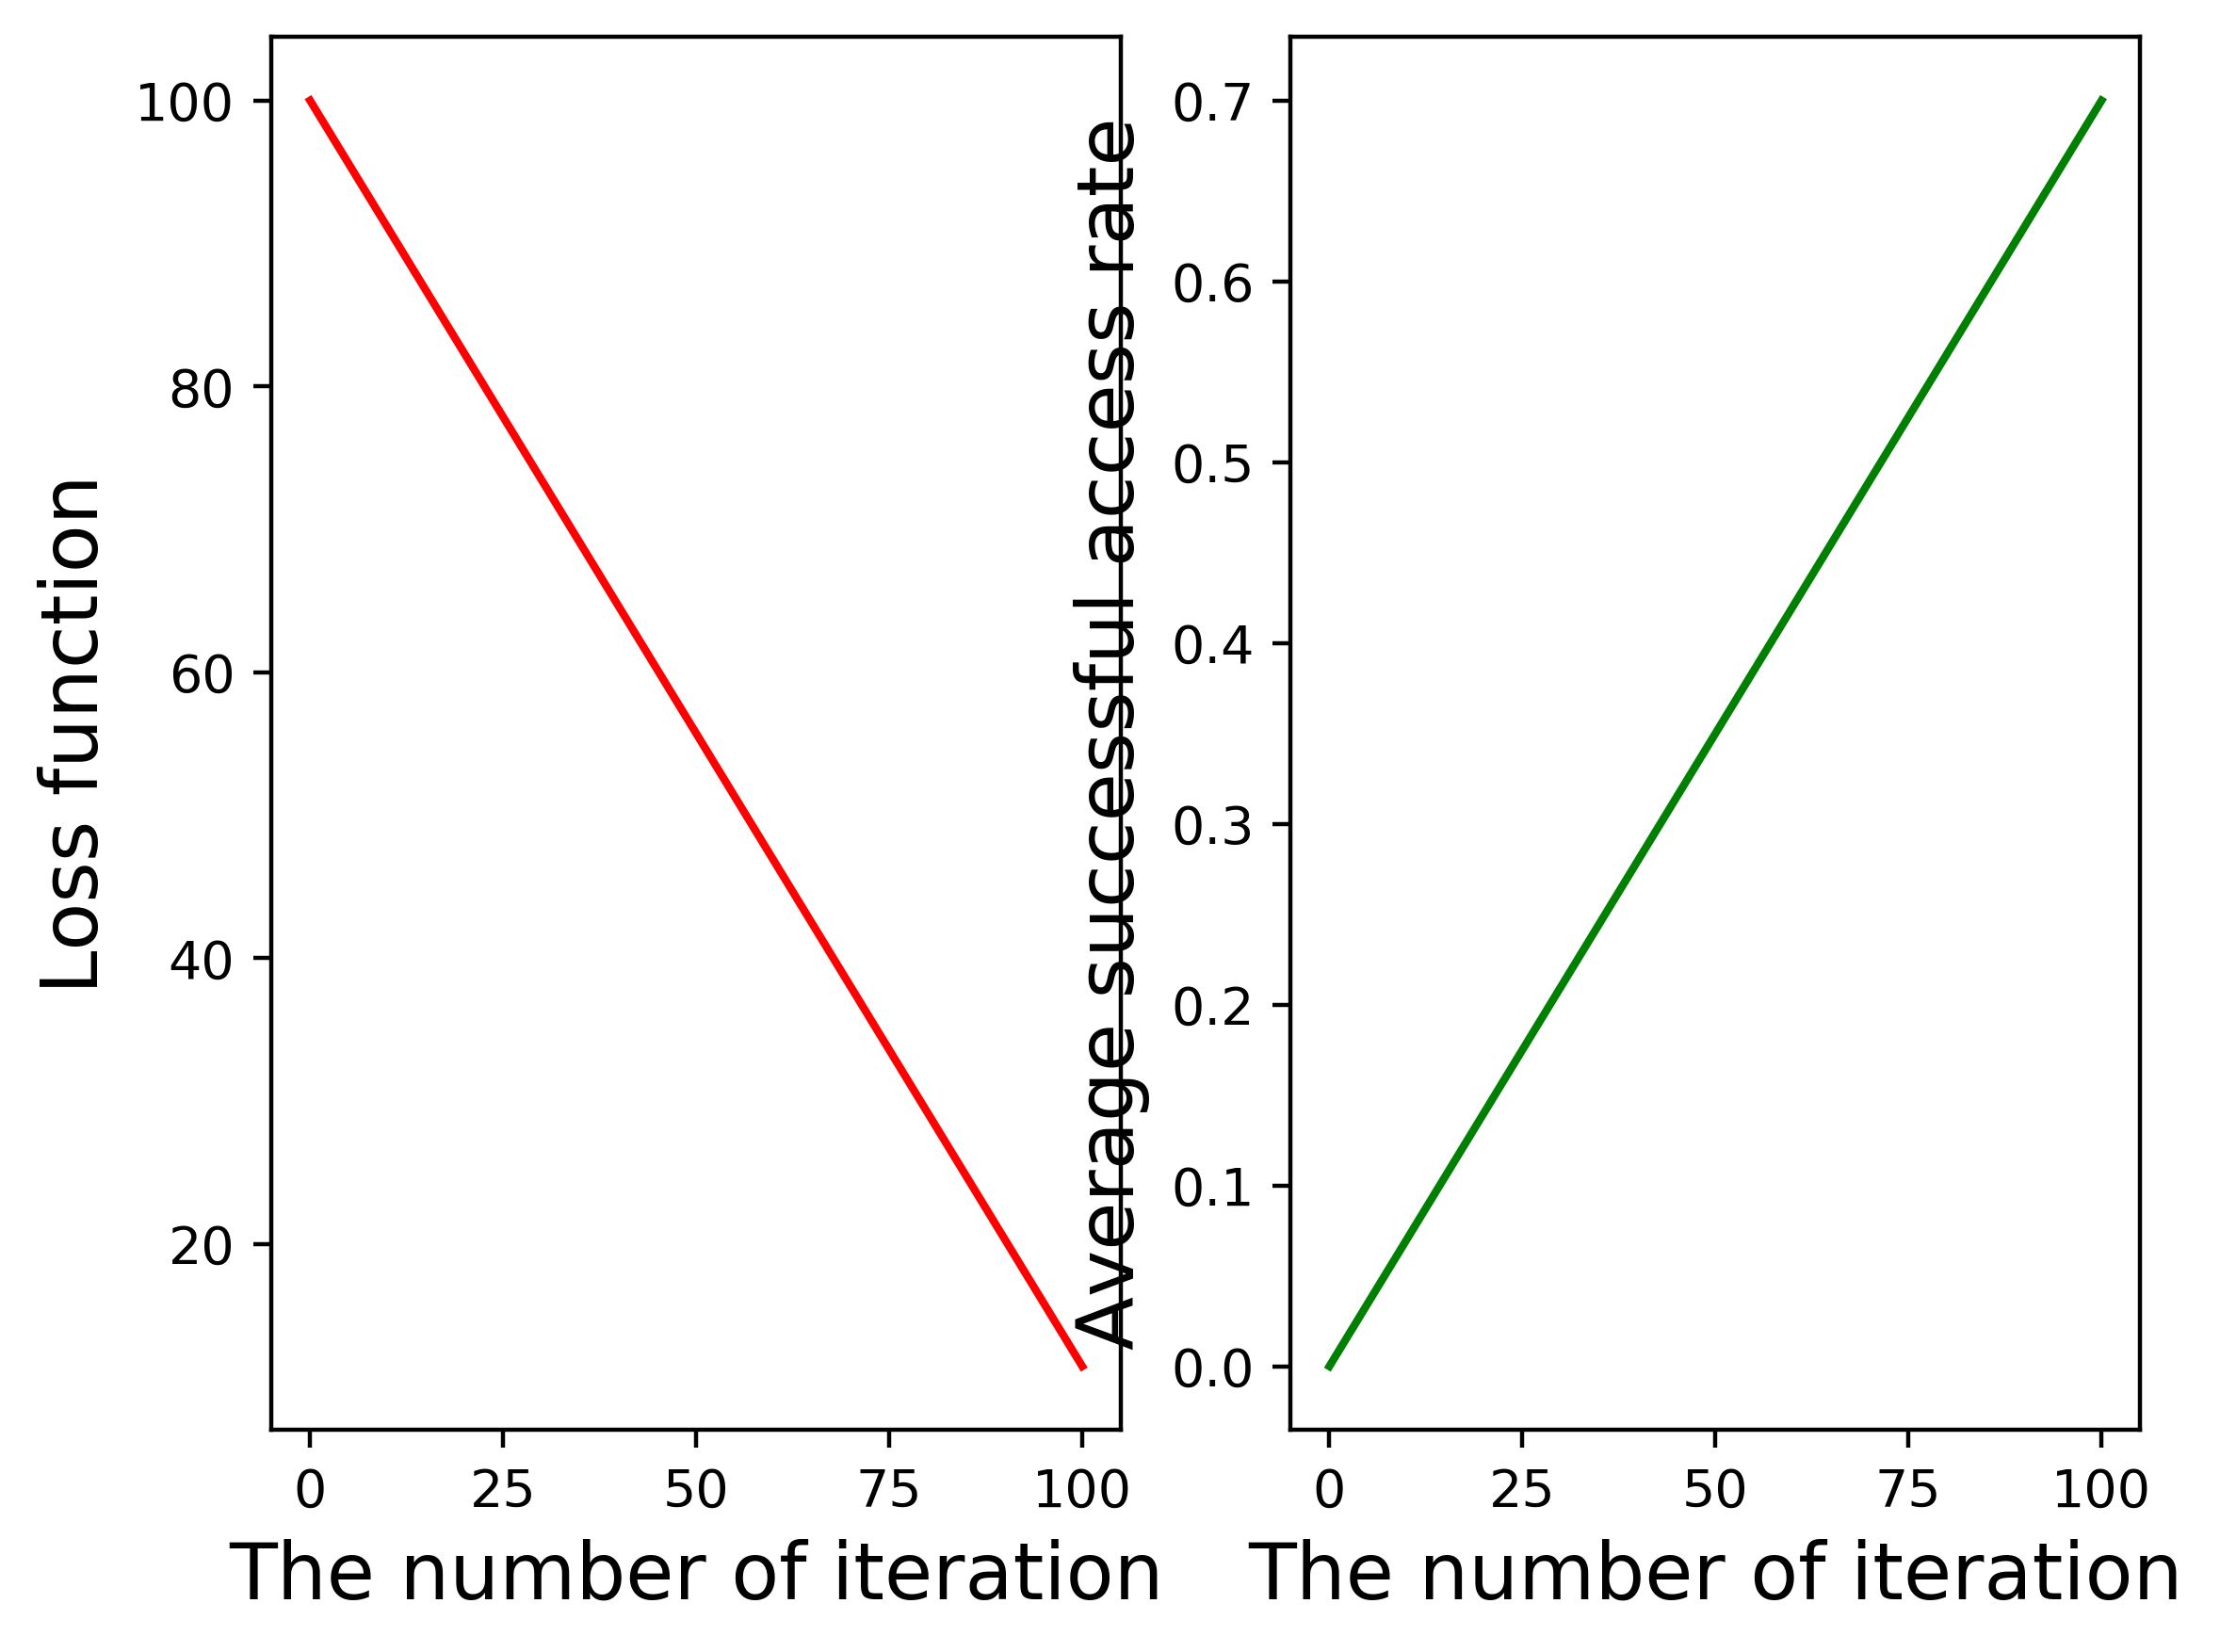 Loss function
100
80
60
40
20
0 25 50 75 100
The number of iteration
Average successful access rate
0.7
0.6
0.5
0.4
0.3
0.2
0.1
0.0
0 25 50 75 100
The number of iteration